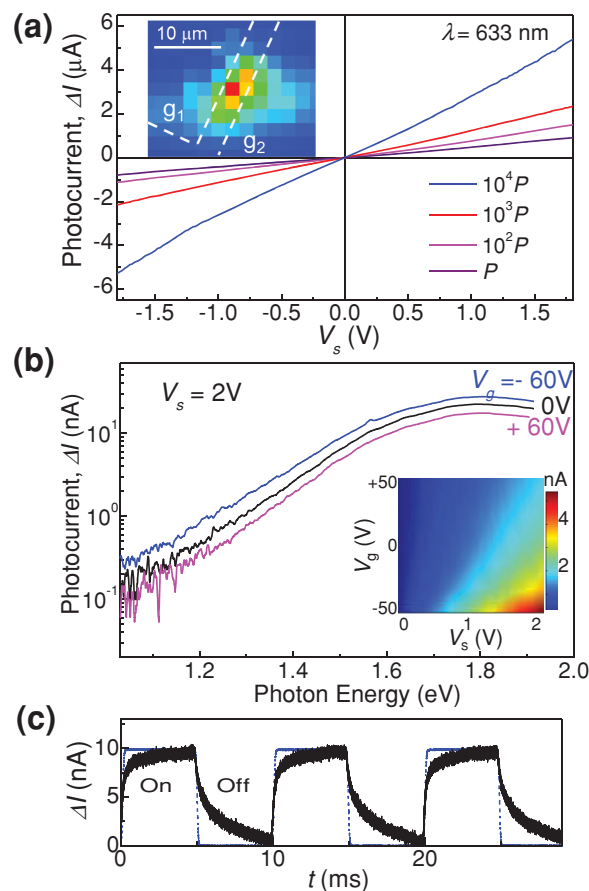 (a)
Photocurrent, ΔI (μA)
6
4
2
0
-2
-4
-6
10 μm
g1
g2
λ = 633 nm
10⁴P
10³P
10²P
P
-1.5 -1.0 -0.5 0.0 0.5 1.0 1.5
Vs (V)
(b)
Photocurrent, ΔI (nA)
10¹
10⁰
10⁻¹
Vs = 2V
Vg = - 60V
0V
+ 60V
nA
4
2
+50
0
-50
Vg (V)
0 1 2
Vs (V)
1.2 1.4 1.6 1.8 2.0
Photon Energy (eV)
(c)
ΔI (nA)
10
5
0
On Off
0 10 20
t (ms)